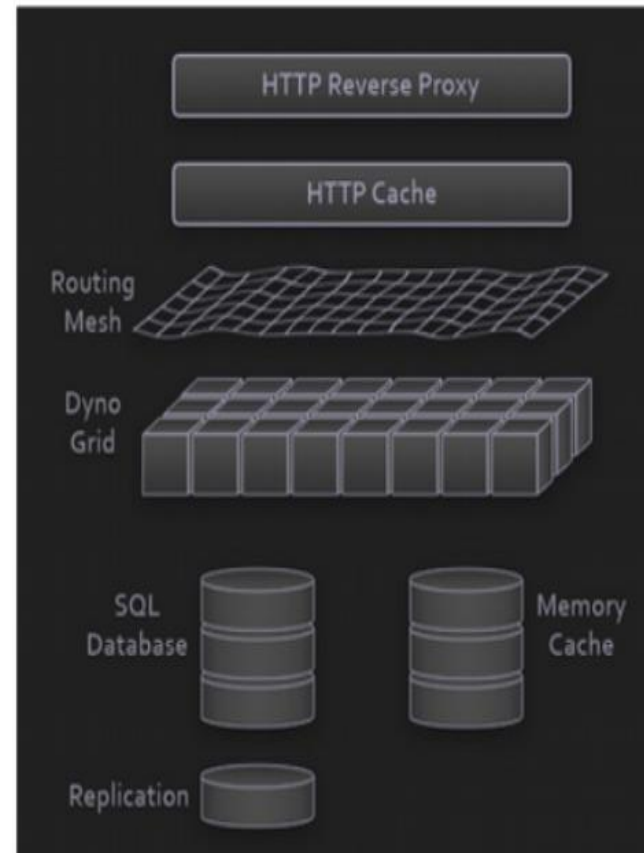 HTTP Reverse Proxy
HTTP Cache
Routing
Mesh
Dyno
Grid
SQL
Database
Memory
Cache
Replication